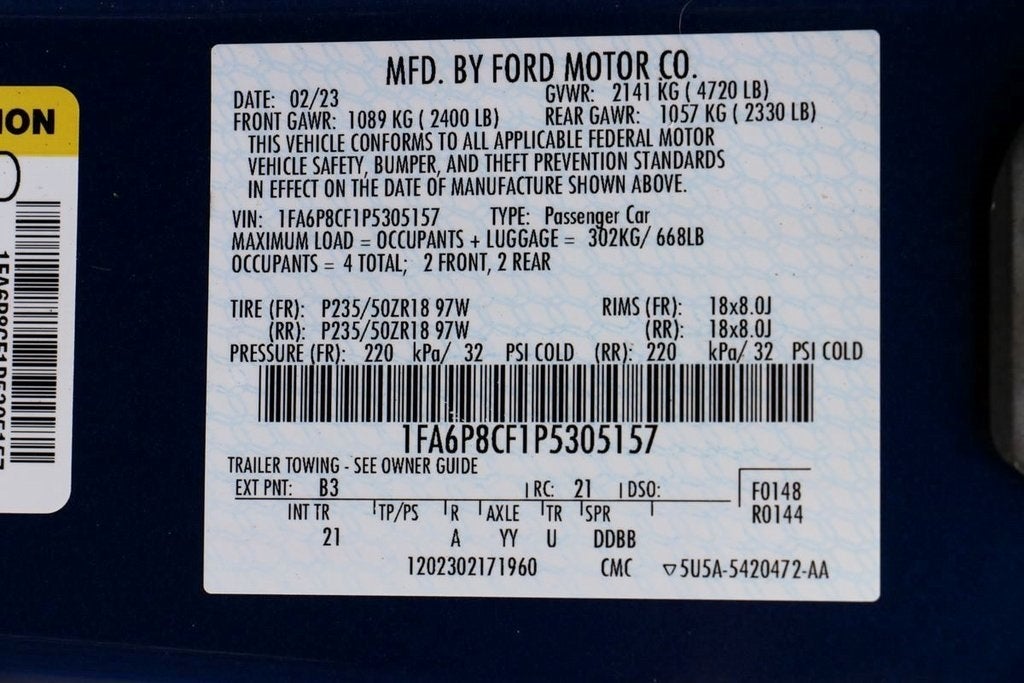 ION
1FA6P8CF1P5305157
MFD. BY FORD MOTOR CO.
DATE: 02/23 GVWR: 2141 KG ( 4720 LB)
FRONT GAWR: 1089 KG ( 2400 LB) REAR GAWR: 1057 KG ( 2330 LB)
THIS VEHICLE CONFORMS TO ALL APPLICABLE FEDERAL MOTOR
VEHICLE SAFETY, BUMPER, AND THEFT PREVENTION STANDARDS
IN EFFECT ON THE DATE OF MANUFACTURE SHOWN ABOVE.
VIN: 1FA6P8CF1P5305157 TYPE: Passenger Car
MAXIMUM LOAD = OCCUPANTS + LUGGAGE = 302KG/ 668LB
OCCUPANTS = 4 TOTAL; 2 FRONT, 2 REAR
TIRE (FR): P235/50ZR18 97W RIMS (FR): 18x8.0J
(RR): P235/50ZR18 97W (RR): 18x8.0J
PRESSURE (FR): 220 kPa/ 32 PSI COLD (RR): 220 kPa/ 32 PSI COLD
1FA6P8CF1P5305157
TRAILER TOWING - SEE OWNER GUIDE
EXT PNT: B3 RC: 21 DSO: F0148
INT TR TP/PS R AXLE TR SPR R0144
21 A YY U DDBB
1202302171960 CMC ▽5U5A-5420472-AA